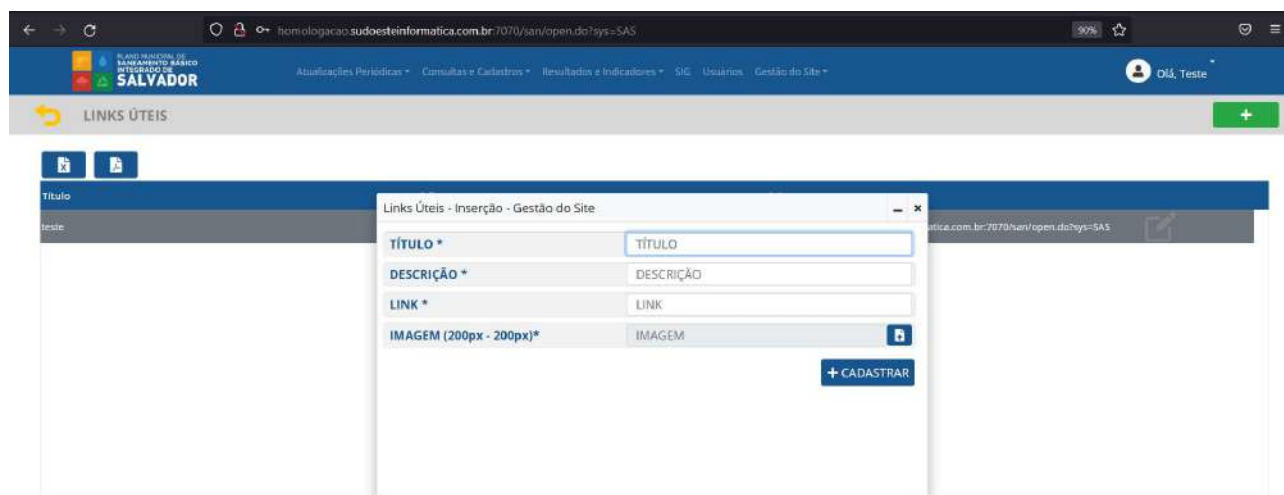 homologacao.sudoesteinformatica.com.br:7070/san/open.do?sys=SAS
90%
PLANO MUNICIPAL DE
SANEAMENTO BÁSICO
INTEGRADO DE
SALVADOR
Atualizações Periódicas Consultas e Cadastros Resultados e Indicadores SIG Usuários Gestão do Site
Olá, Teste
LINKS ÚTEIS
+
Título
teste
atica.com.br:7070/san/open.do?sys=SAS
Links Úteis - Inserção - Gestão do Site
TÍTULO * TÍTULO
DESCRIÇÃO * DESCRIÇÃO
LINK * LINK
IMAGEM (200px - 200px)* IMAGEM
+ CADASTRAR